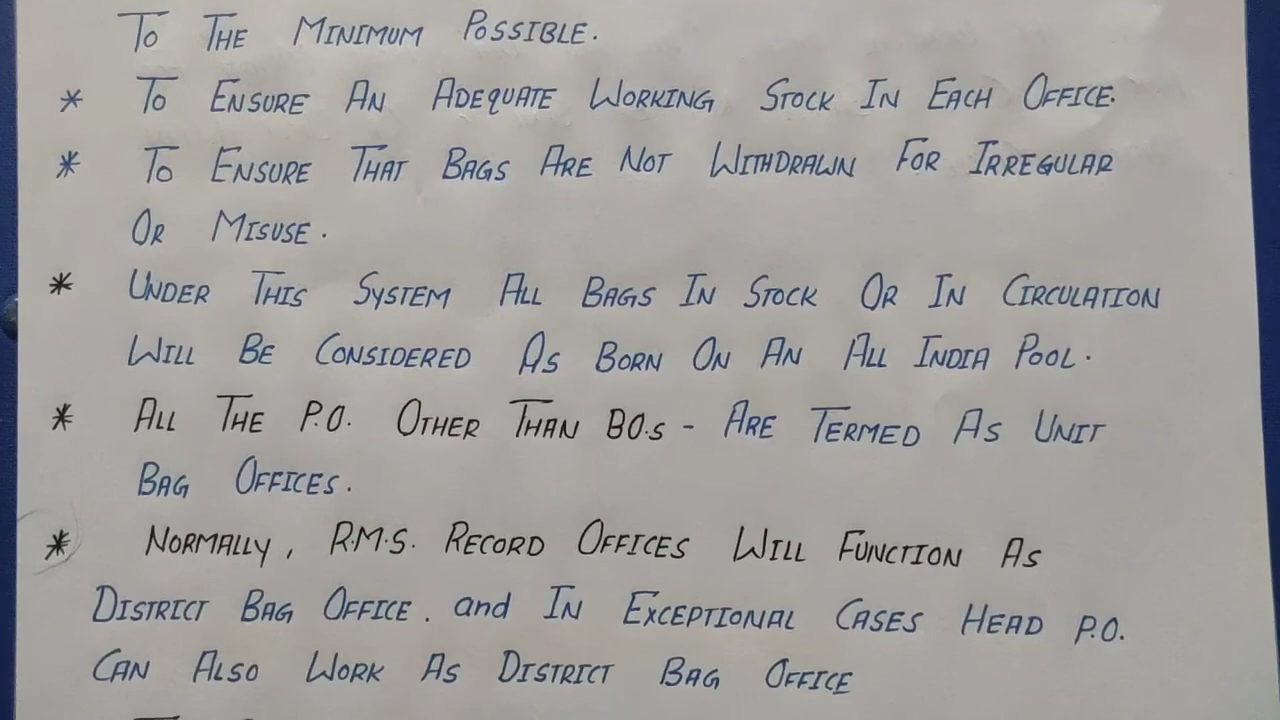 To The Minimum Possible.
* To Ensure An Adequate Working Stock In Each Office.
* To Ensure That Bags Are Not Withdrawn For Irregular
Or Misuse.
* Under This System All Bags In Stock Or In Circulation
Will Be Considered As Born On An All India Pool.
* All The P.O. Other Than B.O.s - Are Termed As Unit
Bag Offices.
* Normally, R.M.S. Record Offices Will Function As
District Bag Office. and In Exceptional Cases Head P.O.
Can Also Work As District Bag Office